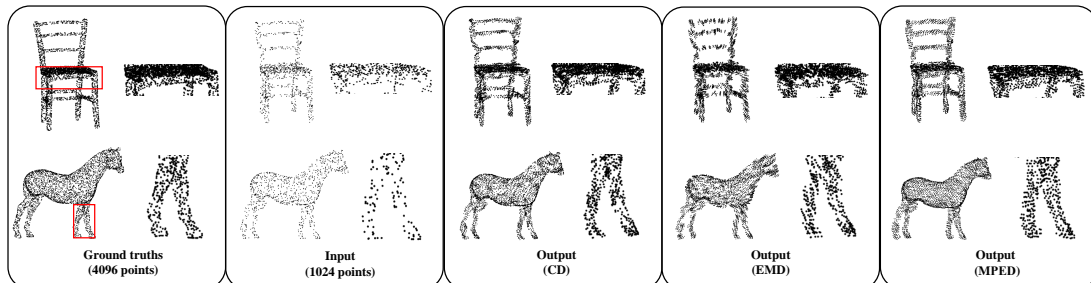 Ground truths
(4096 points)
Input
(1024 points)
Output
(CD)
Output
(EMD)
Output
(MPED)